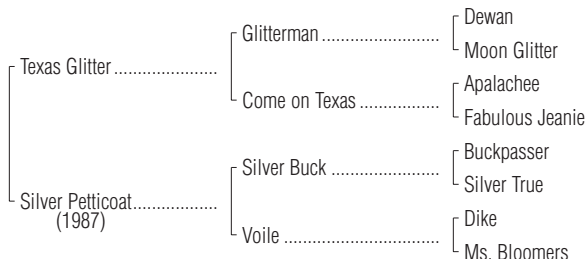 Dewan
Glitterman
Moon Glitter
Texas Glitter
Apalachee
Come on Texas
Fabulous Jeanie
Buckpasser
Silver Buck
Silver True
Silver Petticoat
(1987)
Dike
Voile
Ms. Bloomers